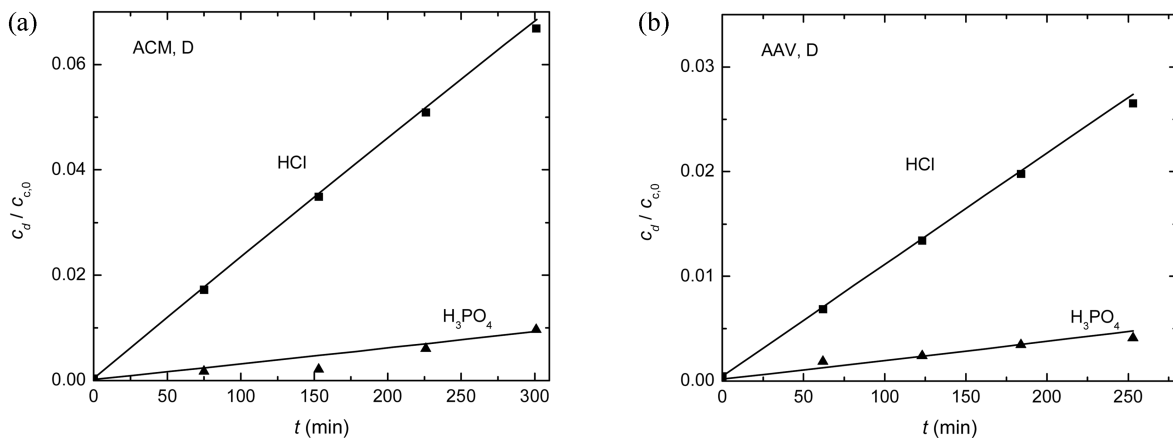 (a)
ACM, D
HCl
H₃PO₄
0.06
0.04
0.02
0.00
c_d / c_c,0
0 50 100 150 200 250 300
t (min)
(b)
AAV, D
HCl
H₃PO₄
0.03
0.02
0.01
0.00
c_d / c_c,0
0 50 100 150 200 250
t (min)